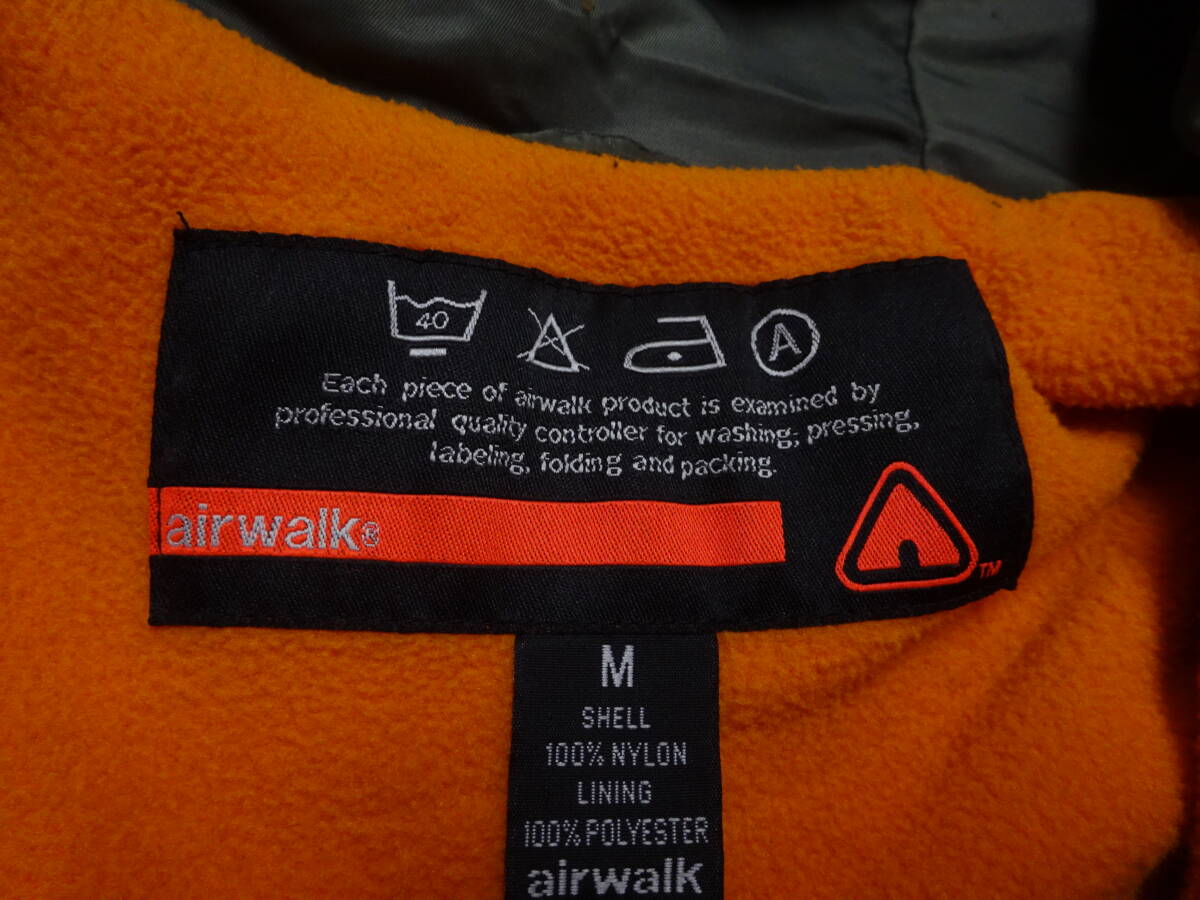 40
A
Each piece of airwalk product is examined by
professional quality controller for washing, pressing,
labeling, folding and packing.
airwalk®
TM
M
SHELL
100% NYLON
LINING
100% POLYESTER
airwalk